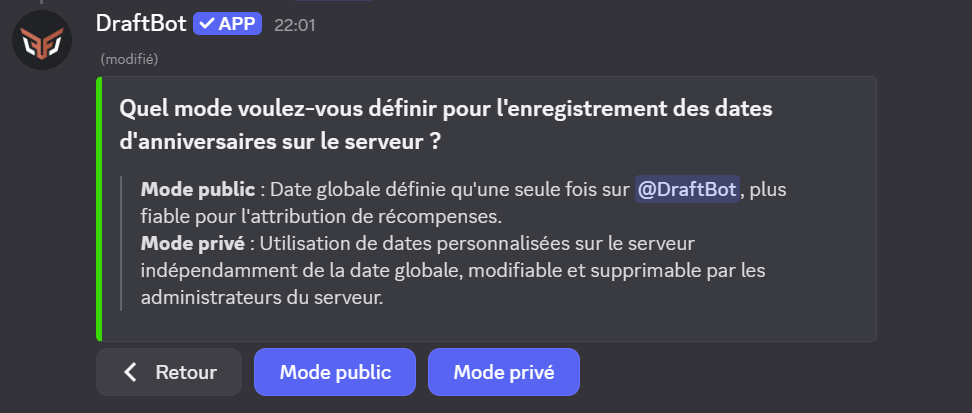 DraftBot ✓ APP 22:01
(modifié)
Quel mode voulez-vous définir pour l'enregistrement des dates
d'anniversaires sur le serveur ?
Mode public : Date globale définie qu'une seule fois sur @DraftBot, plus
fiable pour l'attribution de récompenses.
Mode privé : Utilisation de dates personnalisées sur le serveur
indépendamment de la date globale, modifiable et supprimable par les
administrateurs du serveur.
Retour Mode public Mode privé